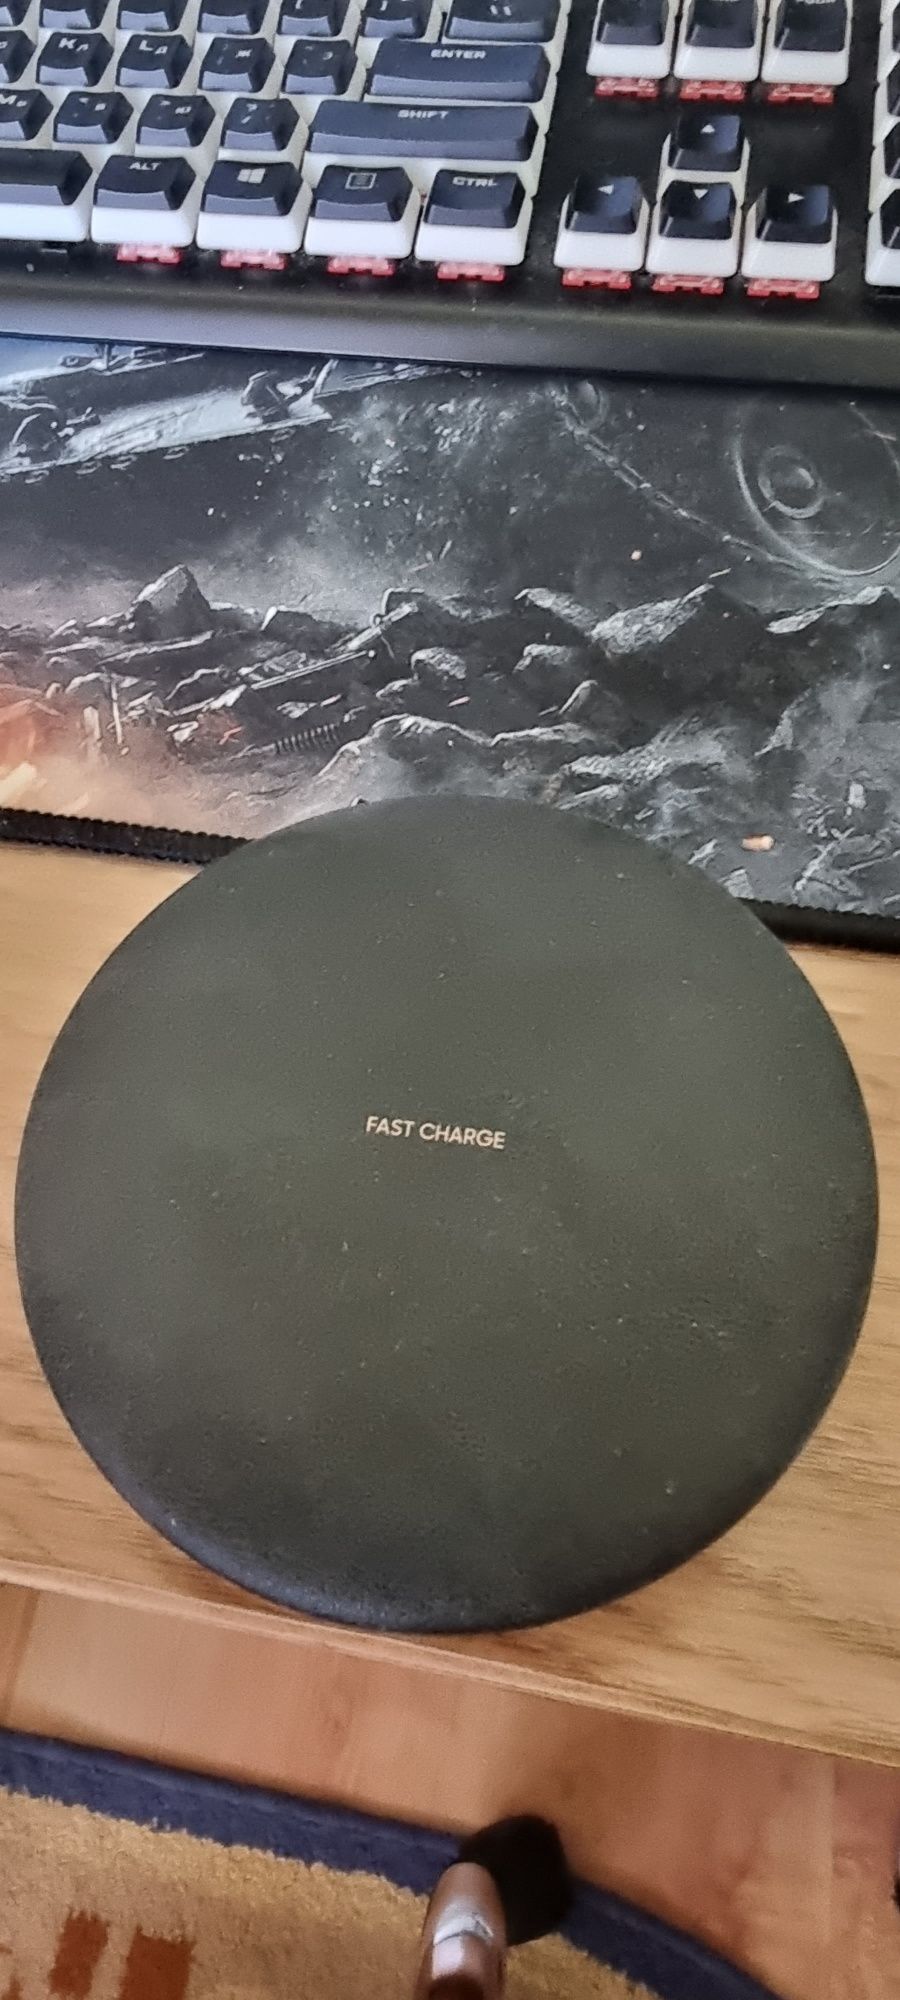 K Л
L Д
ENTER
M Ь
? /
SHIFT
ALT
CTRL
FAST CHARGE